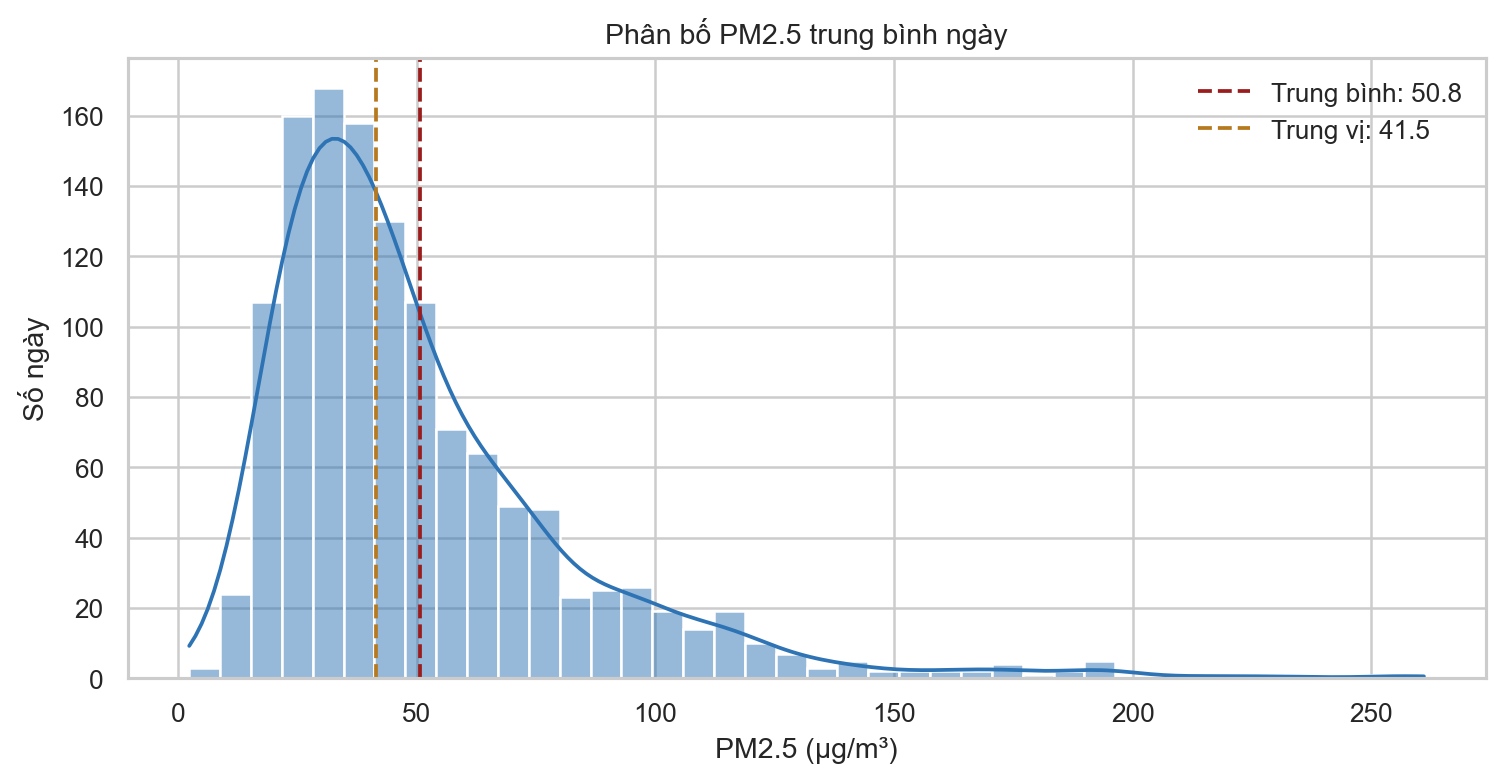 Phân bố PM2.5 trung bình ngày
Trung bình: 50.8
Trung vị: 41.5
Số ngày
160
140
120
100
80
60
40
20
0
0 50 100 150 200 250
PM2.5 (µg/m³)